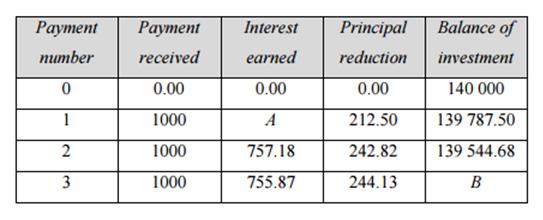 Payment number Payment received Interest earned Principal reduction Balance of investment
0 0.00 0.00 0.00 140 000
1 1000 A 212.50 139 787.50
2 1000 757.18 242.82 139 544.68
3 1000 755.87 244.13 B